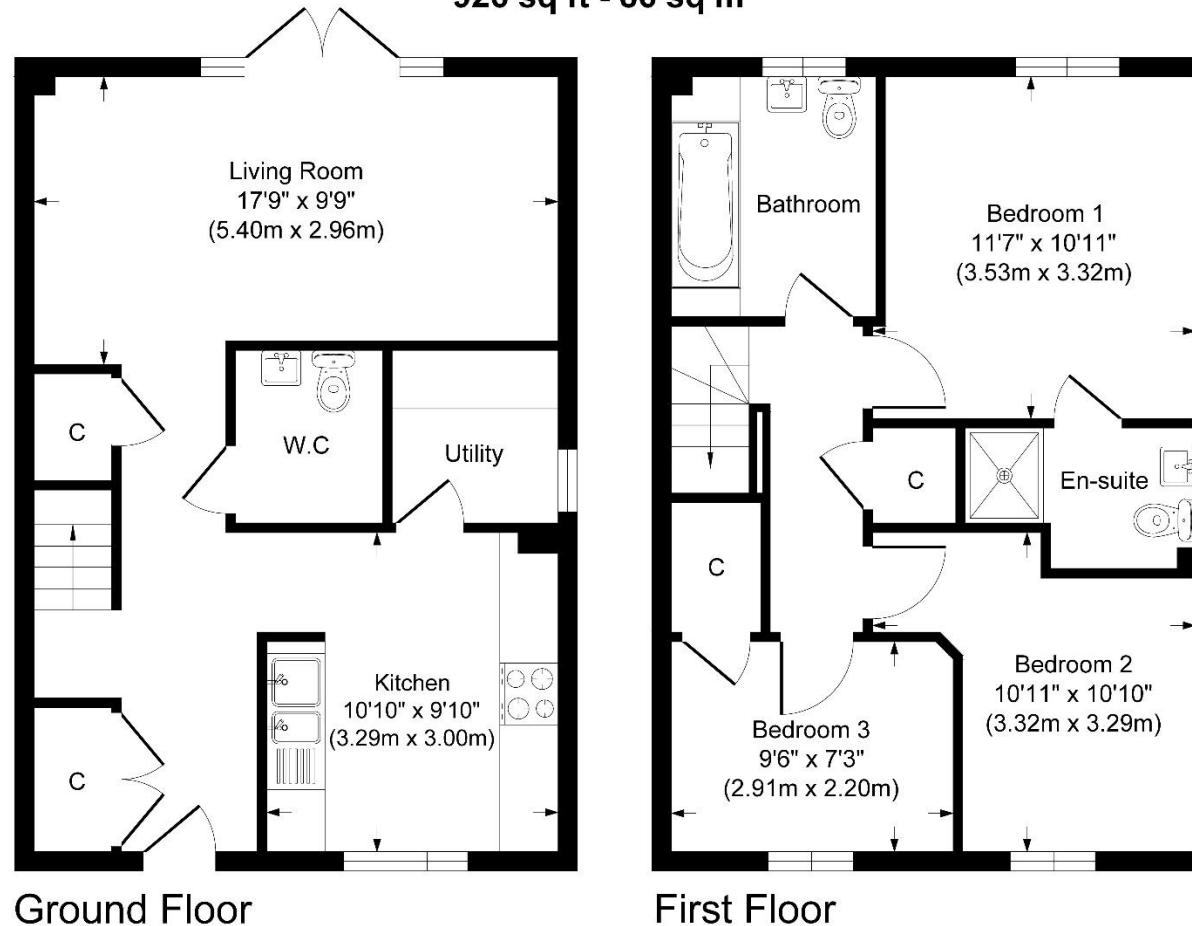 sq ft - sq m
Living Room
17'9" x 9'9"
(5.40m x 2.96m)
C
W.C
Utility
Kitchen
10'10" x 9'10"
(3.29m x 3.00m)
C
Ground Floor
Bathroom
Bedroom 1
11'7" x 10'11"
(3.53m x 3.32m)
C
En-suite
C
Bedroom 2
10'11" x 10'10"
(3.32m x 3.29m)
Bedroom 3
9'6" x 7'3"
(2.91m x 2.20m)
First Floor